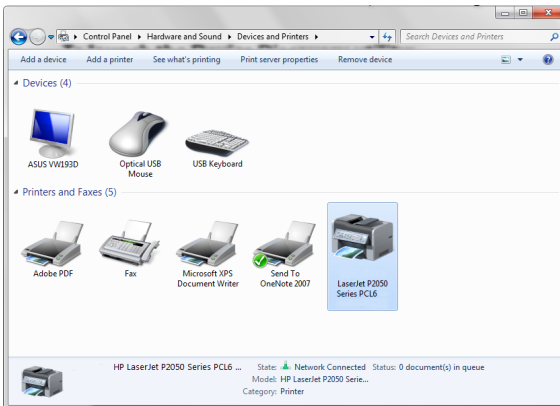 Control Panel ▸ Hardware and Sound ▸ Devices and Printers ▸ Search Devices and Printers
Add a device Add a printer See what's printing Print server properties Remove device
Devices (4)
ASUS VW193D
Optical USB
Mouse
USB Keyboard
Printers and Faxes (5)
Adobe PDF
Fax
Microsoft XPS
Document Writer
Send To
OneNote 2007
LaserJet P2050
Series PCL6
HP LaserJet P2050 Series PCL6 ... State: Network Connected Status: 0 document(s) in queue
Model: HP LaserJet P2050 Serie...
Category: Printer